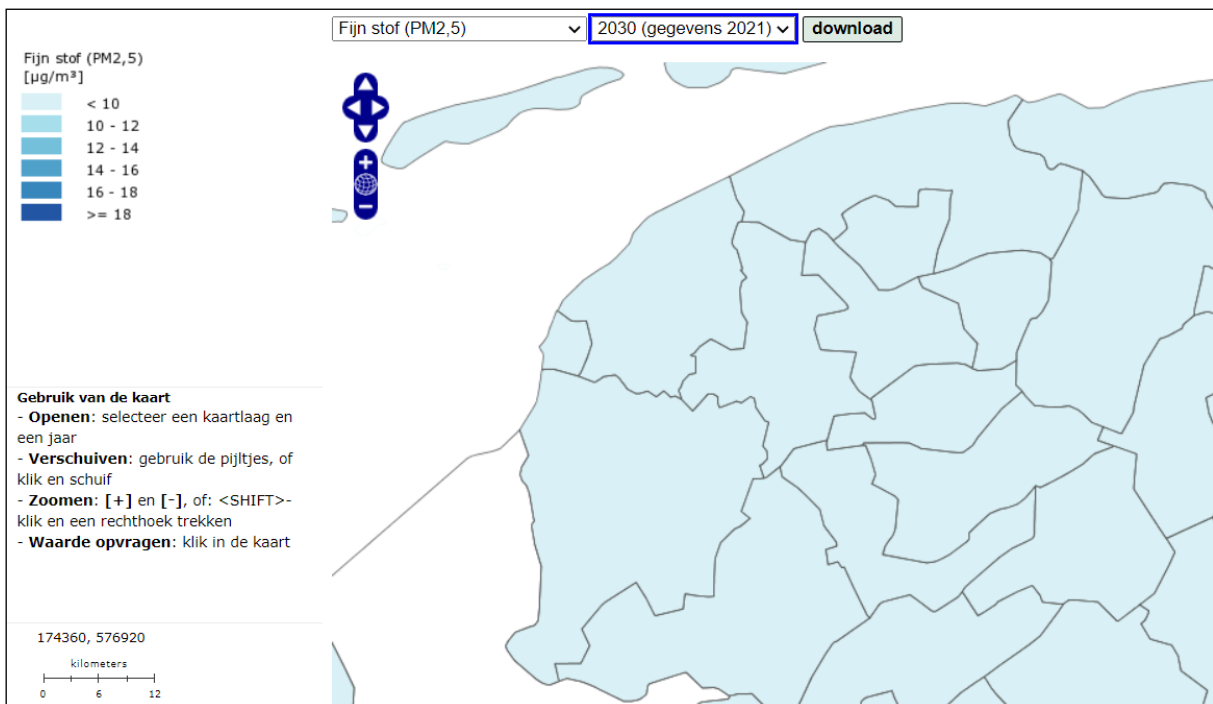 Fijn stof (PM2,5)
2030 (gegevens 2021)
download
Fijn stof (PM2,5)
[µg/m³]
< 10
10 - 12
12 - 14
14 - 16
16 - 18
>= 18
Gebruik van de kaart
- Openen: selecteer een kaartlaag en
een jaar
- Verschuiven: gebruik de pijltjes, of
klik en schuif
- Zoomen: [+] en [-], of: <SHIFT>-
klik en een rechthoek trekken
- Waarde opvragen: klik in de kaart
174360, 576920
kilometers
0 6 12